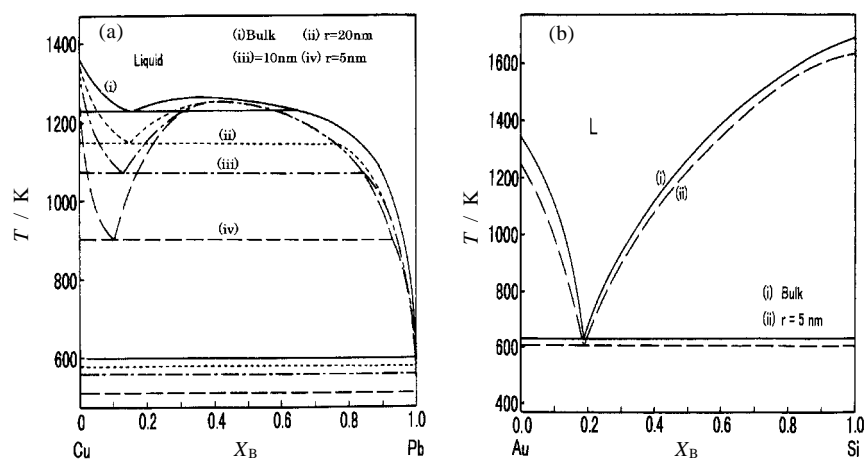 (a)
(i)Bulk (ii) r=20nm
(iii)=10nm (iv) r=5nm
Liquid
(i)
(ii)
(iii)
(iv)
1400
1200
1000
800
600
T / K
0 0.2 0.4 0.6 0.8 1.0
Cu X_B Pb
(b)
L
(i)
(ii)
(i) Bulk
(ii) r = 5 nm
1600
1400
1200
1000
800
600
400
T / K
0.0 0.2 0.4 0.6 0.8 1.0
Au X_B Si